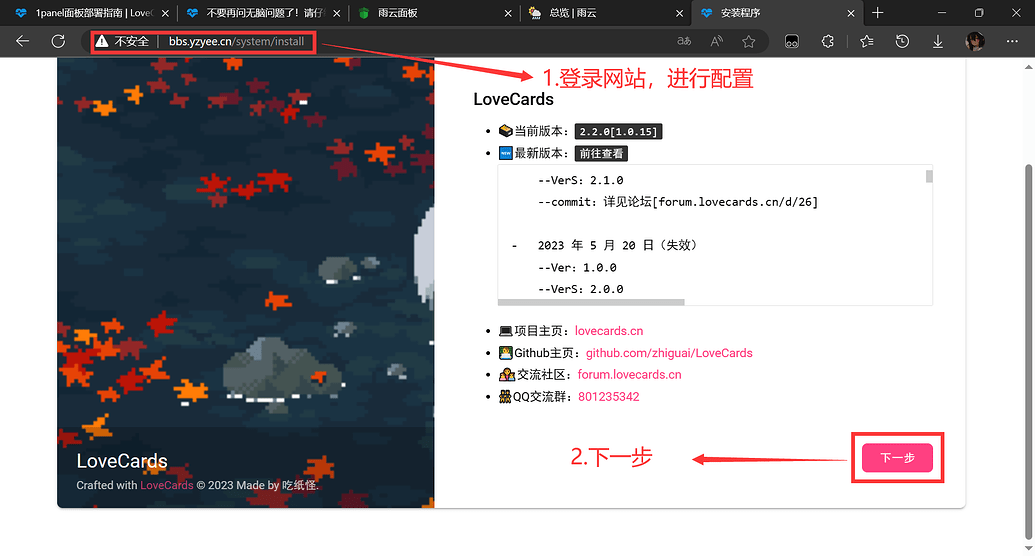 1panel面板部署指南 | LoveC
不要再问无脑问题了！请仔
雨云面板
总览 | 雨云
安装程序
不安全 | bbs.yzyee.cn/system/install
1.登录网站，进行配置
LoveCards
当前版本：2.2.0[1.0.15]
最新版本：前往查看
--VerS：2.1.0
--commit：详见论坛[forum.lovecards.cn/d/26]
- 2023 年 5 月 20 日（失效）
--Ver：1.0.0
--VerS：2.0.0
项目主页：lovecards.cn
Github主页：github.com/zhiguai/LoveCards
交流社区：forum.lovecards.cn
QQ交流群：801235342
2.下一步
下一步
LoveCards
Crafted with LoveCards © 2023 Made by 吃纸怪.